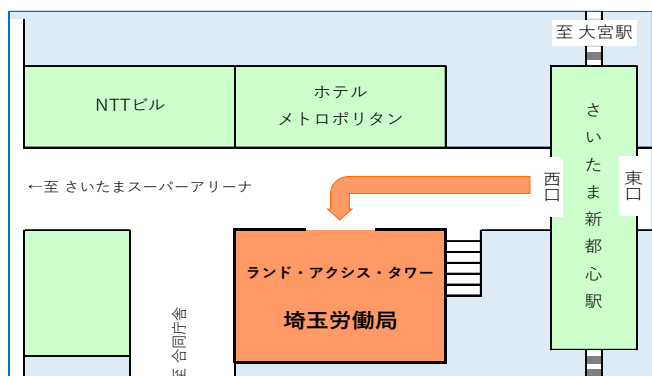 至 大宮駅
NTTビル
ホテル
メトロポリタン
さいたま新都心駅
←至 さいたまスーパーアリーナ
西口
東口
ランド・アクシス・タワー
埼玉労働局
至 合同庁舎